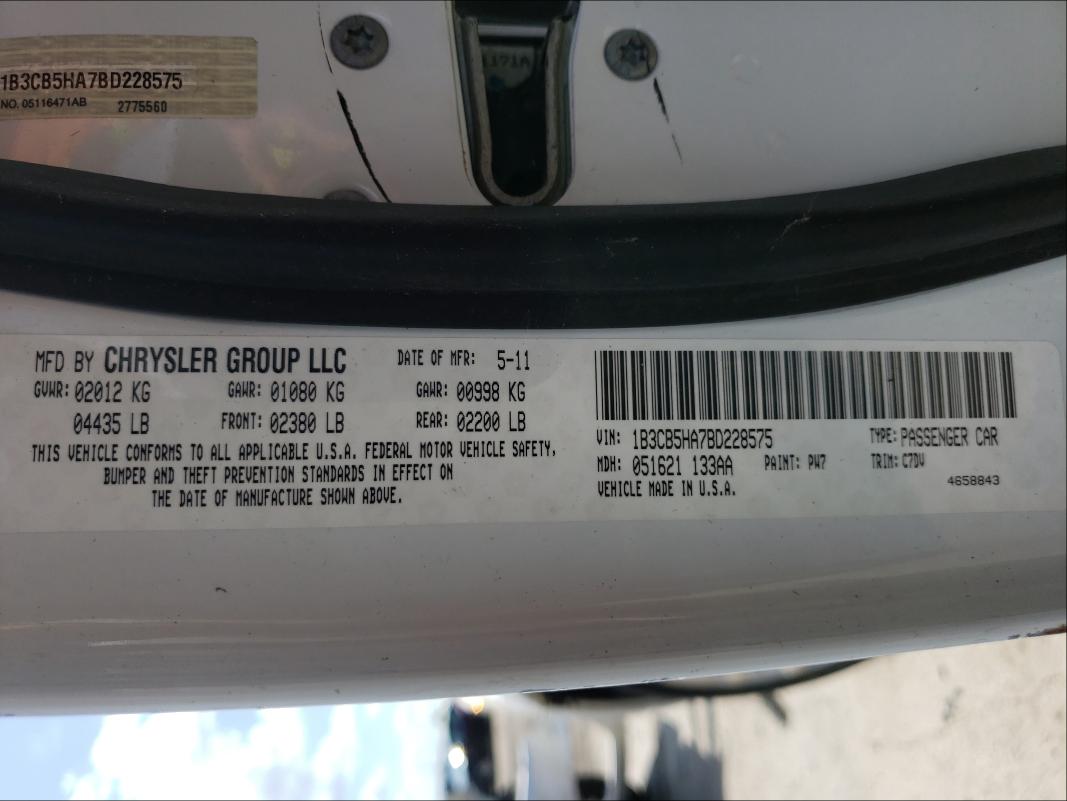 1B3CB5HA7BD228575
NO. 05116471AB 2775560
MFD BY CHRYSLER GROUP LLC DATE OF MFR: 5-11
GVWR: 02012 KG GAWR: 01080 KG GAWR: 00998 KG
04435 LB FRONT: 02380 LB REAR: 02200 LB
THIS VEHICLE CONFORMS TO ALL APPLICABLE U.S.A. FEDERAL MOTOR VEHICLE SAFETY,
BUMPER AND THEFT PREVENTION STANDARDS IN EFFECT ON
THE DATE OF MANUFACTURE SHOWN ABOVE.
VIN: 1B3CB5HA7BD228575 TYPE: PASSENGER CAR
MDH: 051621 133AA PAINT: PW7 TRIM: C7DV
VEHICLE MADE IN U.S.A. 4658843